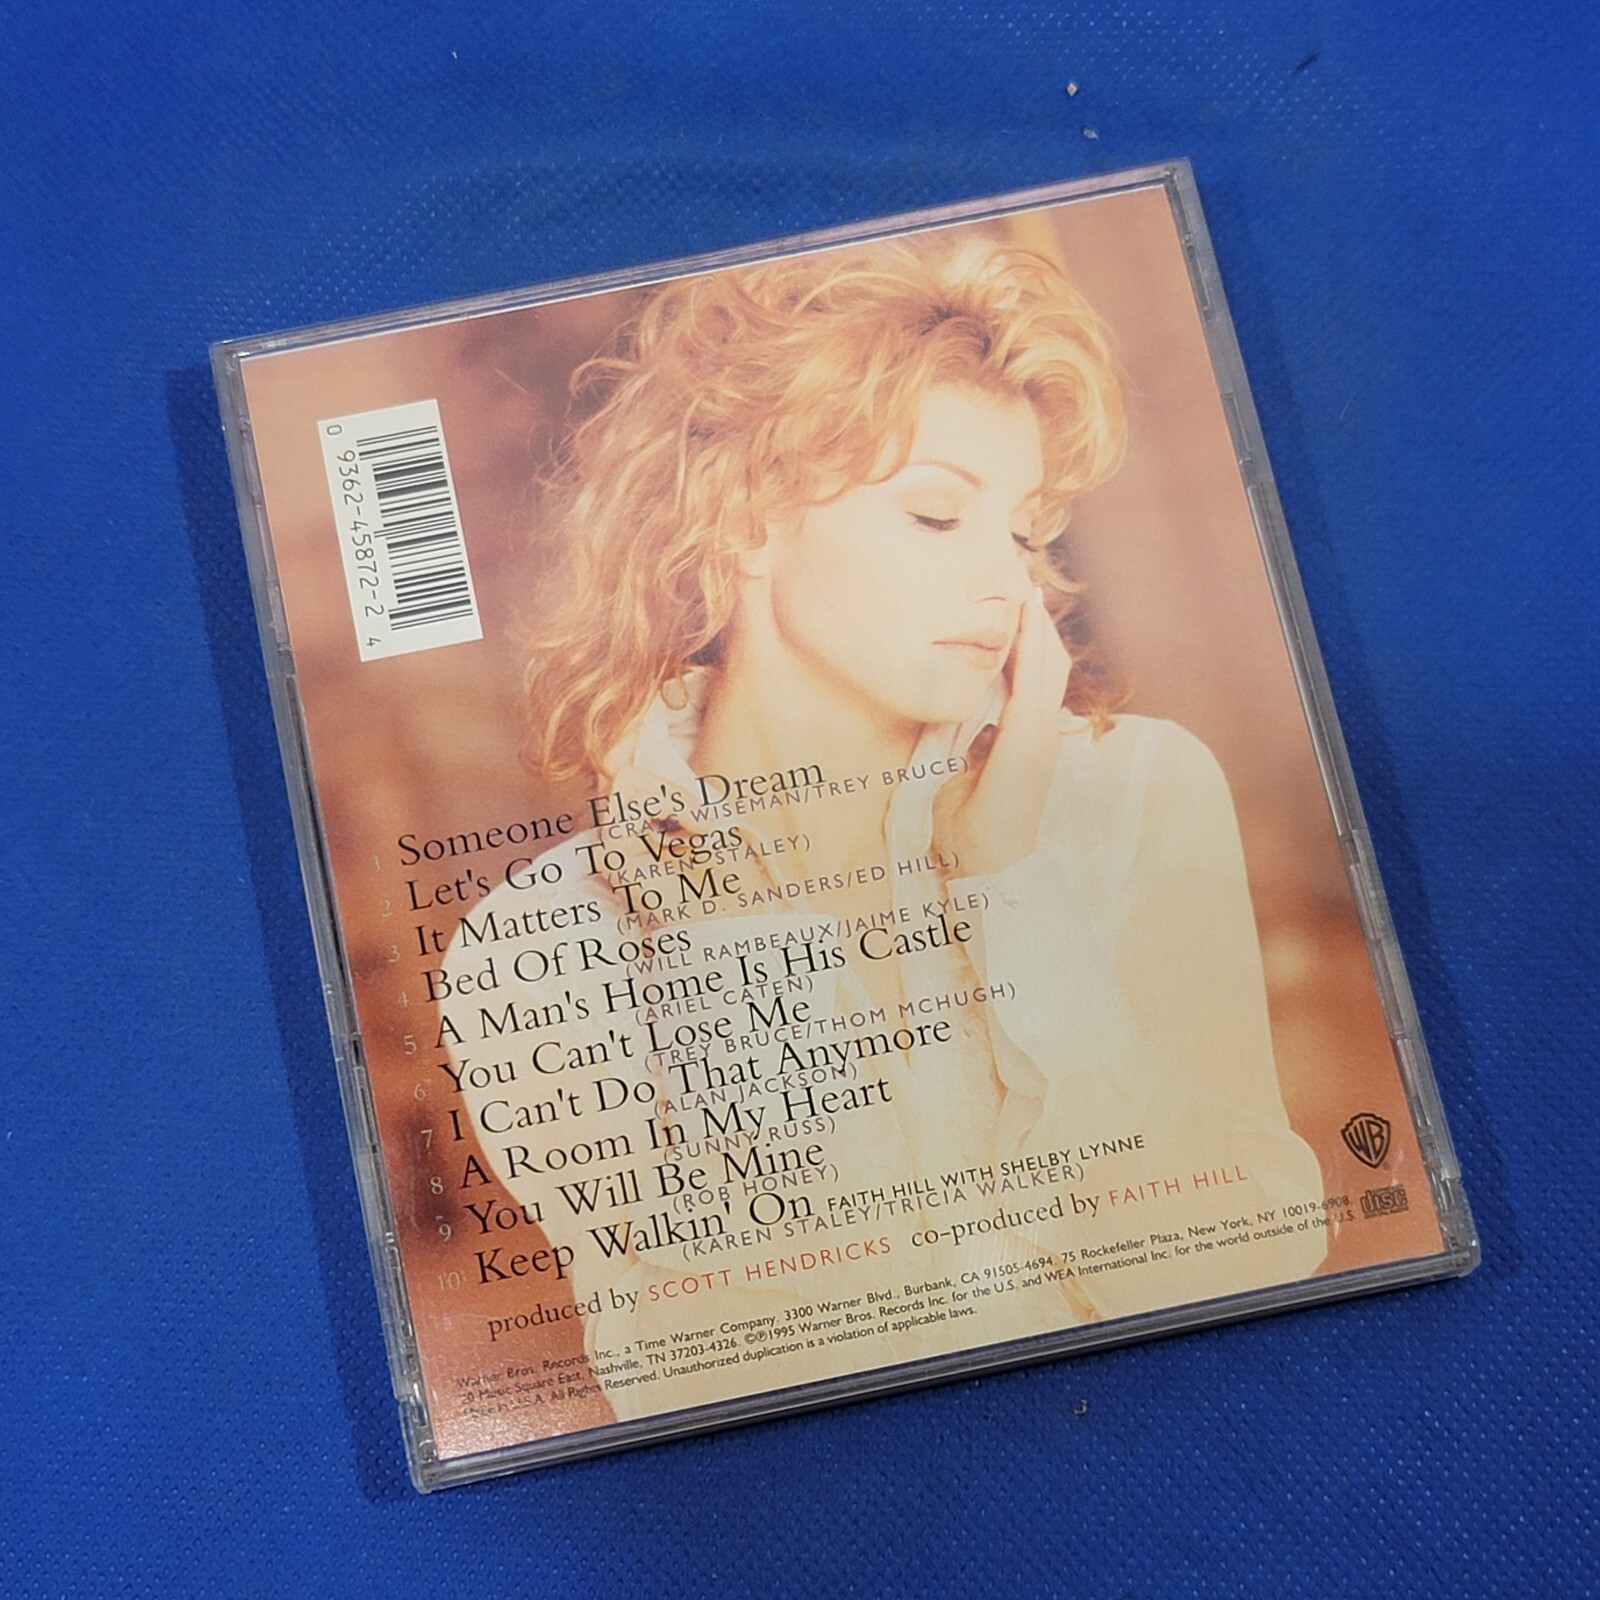 0 9362-45872-2 4
1 Someone Else's Dream
(CRAIG WISEMAN/TREY BRUCE)
2 Let's Go To Vegas
(KAREN STALEY)
3 It Matters To Me
(MARK D. SANDERS/ED HILL)
4 Bed Of Roses
(WILL RAMBEAUX/JAIME KYLE)
5 A Man's Home Is His Castle
(ARIEL CATEN)
6 You Can't Lose Me
(TREY BRUCE/THOM MCHUGH)
7 I Can't Do That Anymore
(ALAN JACKSON)
8 A Room In My Heart
(SUNNY RUSS)
9 You Will Be Mine
(ROB HONEY)
10 Keep Walkin' On FAITH HILL WITH SHELBY LYNNE
(KAREN STALEY/TRICIA WALKER)
produced by SCOTT HENDRICKS co-produced by FAITH HILL
Warner Bros. Records Inc., a Time Warner Company. 3300 Warner Blvd., Burbank, CA 91505-4694. 75 Rockefeller Plaza, New York, NY 10019-6908.
20 Music Square East, Nashville, TN 37203-4326. ©℗1995 Warner Bros. Records Inc. for the U.S. and WEA International Inc. for the world outside of the U.S.
Made in U.S.A. All Rights Reserved. Unauthorized duplication is a violation of applicable laws.
WB
disc